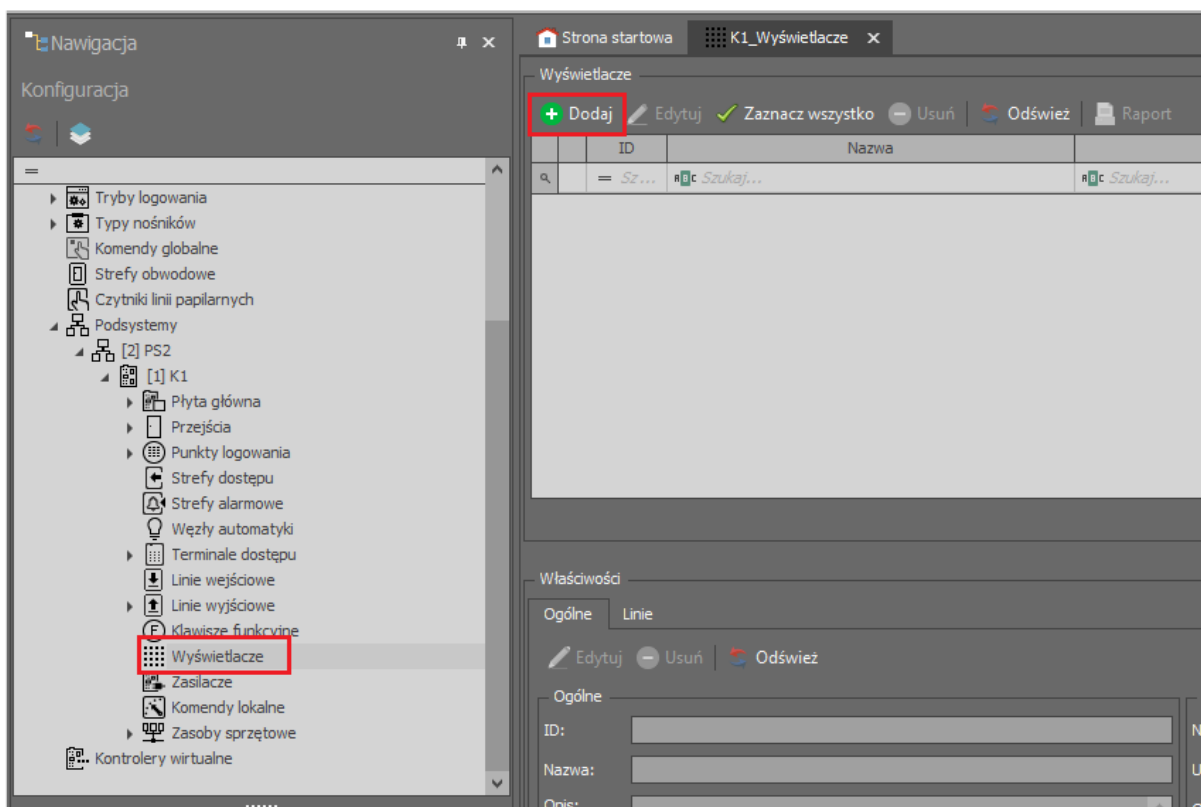 Nawigacja
Konfiguracja
Tryby logowania
Typy nośników
Komendy globalne
Strefy obwodowe
Czytniki linii papilarnych
Podsystemy
[2] PS2
[1] K1
Płyta główna
Przejścia
Punkty logowania
Strefy dostępu
Strefy alarmowe
Węzły automatyki
Terminale dostępu
Linie wejściowe
Linie wyjściowe
Klawisze funkcyjne
Wyświetlacze
Zasilacze
Komendy lokalne
Zasoby sprzętowe
Kontrolery wirtualne
Strona startowa K1_Wyświetlacze
Wyświetlacze
Dodaj Edytuj Zaznacz wszystko Usuń Odśwież Raport
ID Nazwa
= Sz... ABC Szukaj... ABC Szukaj...
Właściwości
Ogólne Linie
Edytuj Usuń Odśwież
Ogólne
ID:
Nazwa:
Opis: